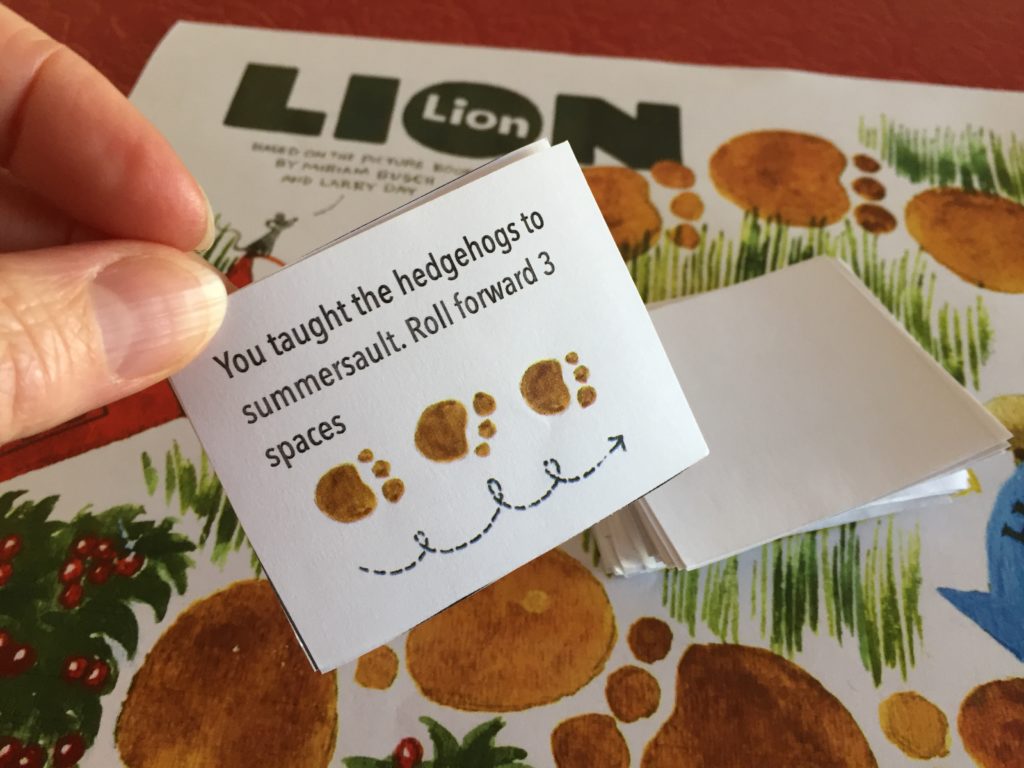 LION
Lion
BASED ON THE PICTURE BOOK
BY MIRIAM BUSCH
AND LARRY DAY
You taught the hedgehogs to
summersault. Roll forward 3
spaces